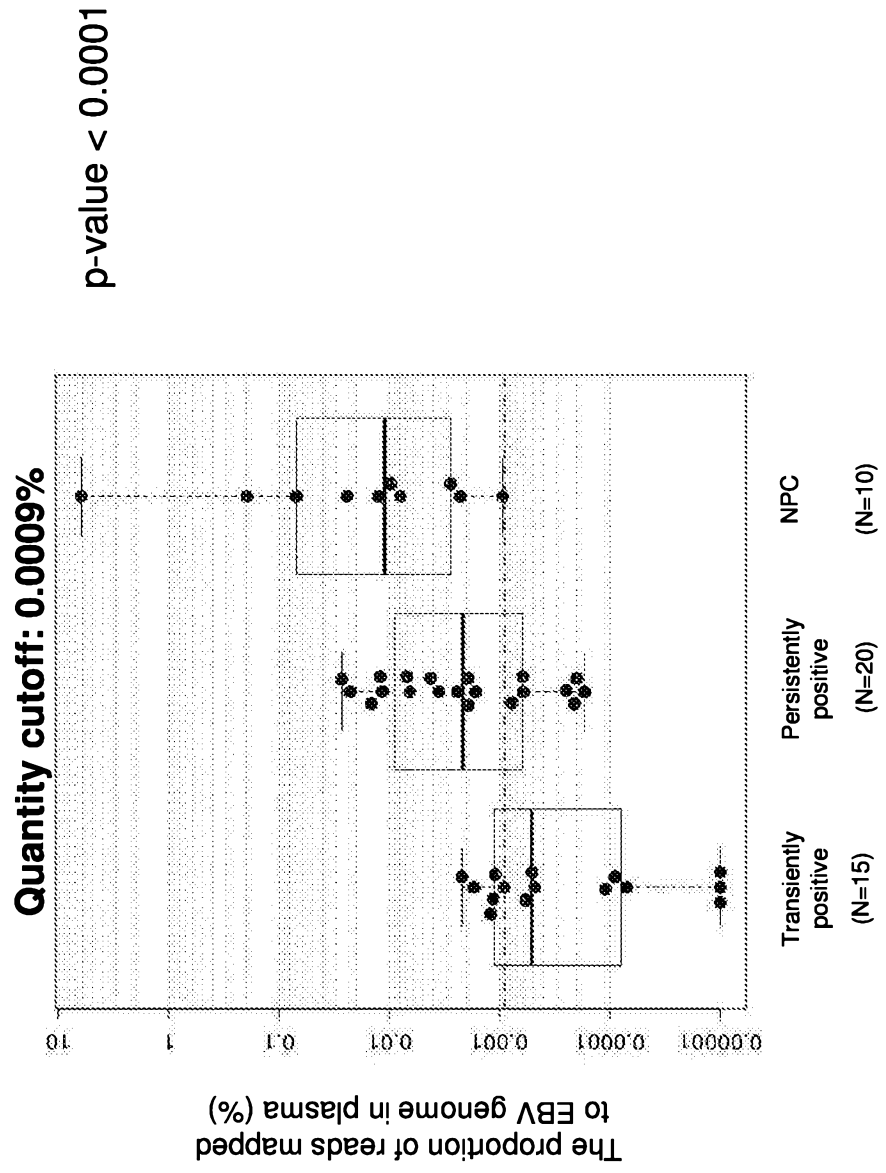 Quantity cutoff: 0.0009%
p-value < 0.0001
The proportion of reads mapped
to EBV genome in plasma (%)
10
1
0.1
0.01
0.001
0.0001
0.00001
Transiently
positive
(N=15)
Persistently
positive
(N=20)
NPC
(N=10)